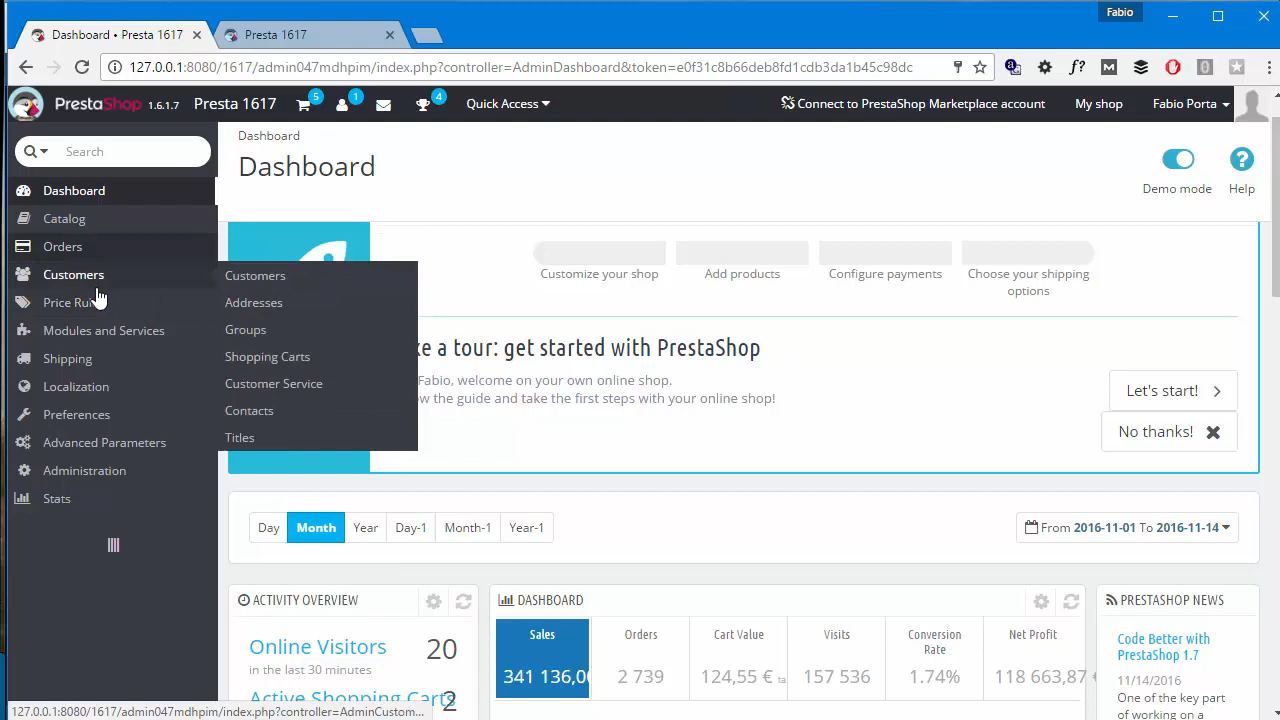 Fabio
Dashboard • Presta 1617
Presta 1617
127.0.0.1:8080/1617/admin047mdhpim/index.php?controller=AdminDashboard&token=e0f31c8b66deb8fd1cdb3da1b45c98dc
PrestaShop 1.6.1.7 Presta 1617 5 1 4 Quick Access Connect to PrestaShop Marketplace account My shop Fabio Porta
Search
Dashboard
Catalog
Orders
Customers
Price Ru
Modules and Services
Shipping
Localization
Preferences
Advanced Parameters
Administration
Stats
Customers
Addresses
Groups
Shopping Carts
Customer Service
Contacts
Titles
Dashboard
Dashboard
Demo mode
Help
Customize your shop
Add products
Configure payments
Choose your shipping
options
ke a tour: get started with PrestaShop
Fabio, welcome on your own online shop.
ow the guide and take the first steps with your online shop!
Let's start!
No thanks!
Day Month Year Day-1 Month-1 Year-1
From 2016-11-01 To 2016-11-14
ACTIVITY OVERVIEW
Online Visitors 20
in the last 30 minutes
Active Shopping Carts 2
DASHBOARD
Sales
341 136,0
Orders
2 739
Cart Value
124,55 € ta
Visits
157 536
Conversion
Rate
1.74%
Net Profit
118 663,87 €
PRESTASHOP NEWS
Code Better with
PrestaShop 1.7
11/14/2016
One of the key part
of working on a
127.0.0.1:8080/1617/admin047mdhpim/index.php?controller=AdminCustom...